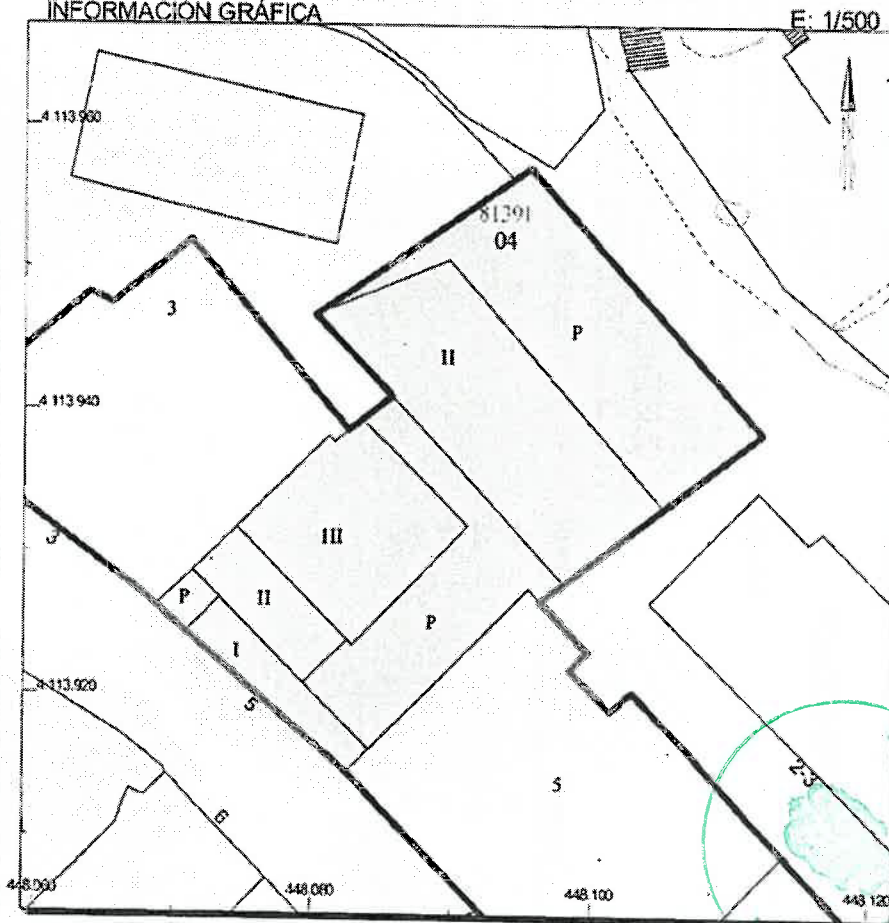 INFORMACIÓN GRÁFICA
E: 1/500
4.113.960
81391
04
3
P
II
4.113.940
III
3
P
II
P
I
4.113.920
5
2-3
5
6
448.060
448.080
448.100
448.120